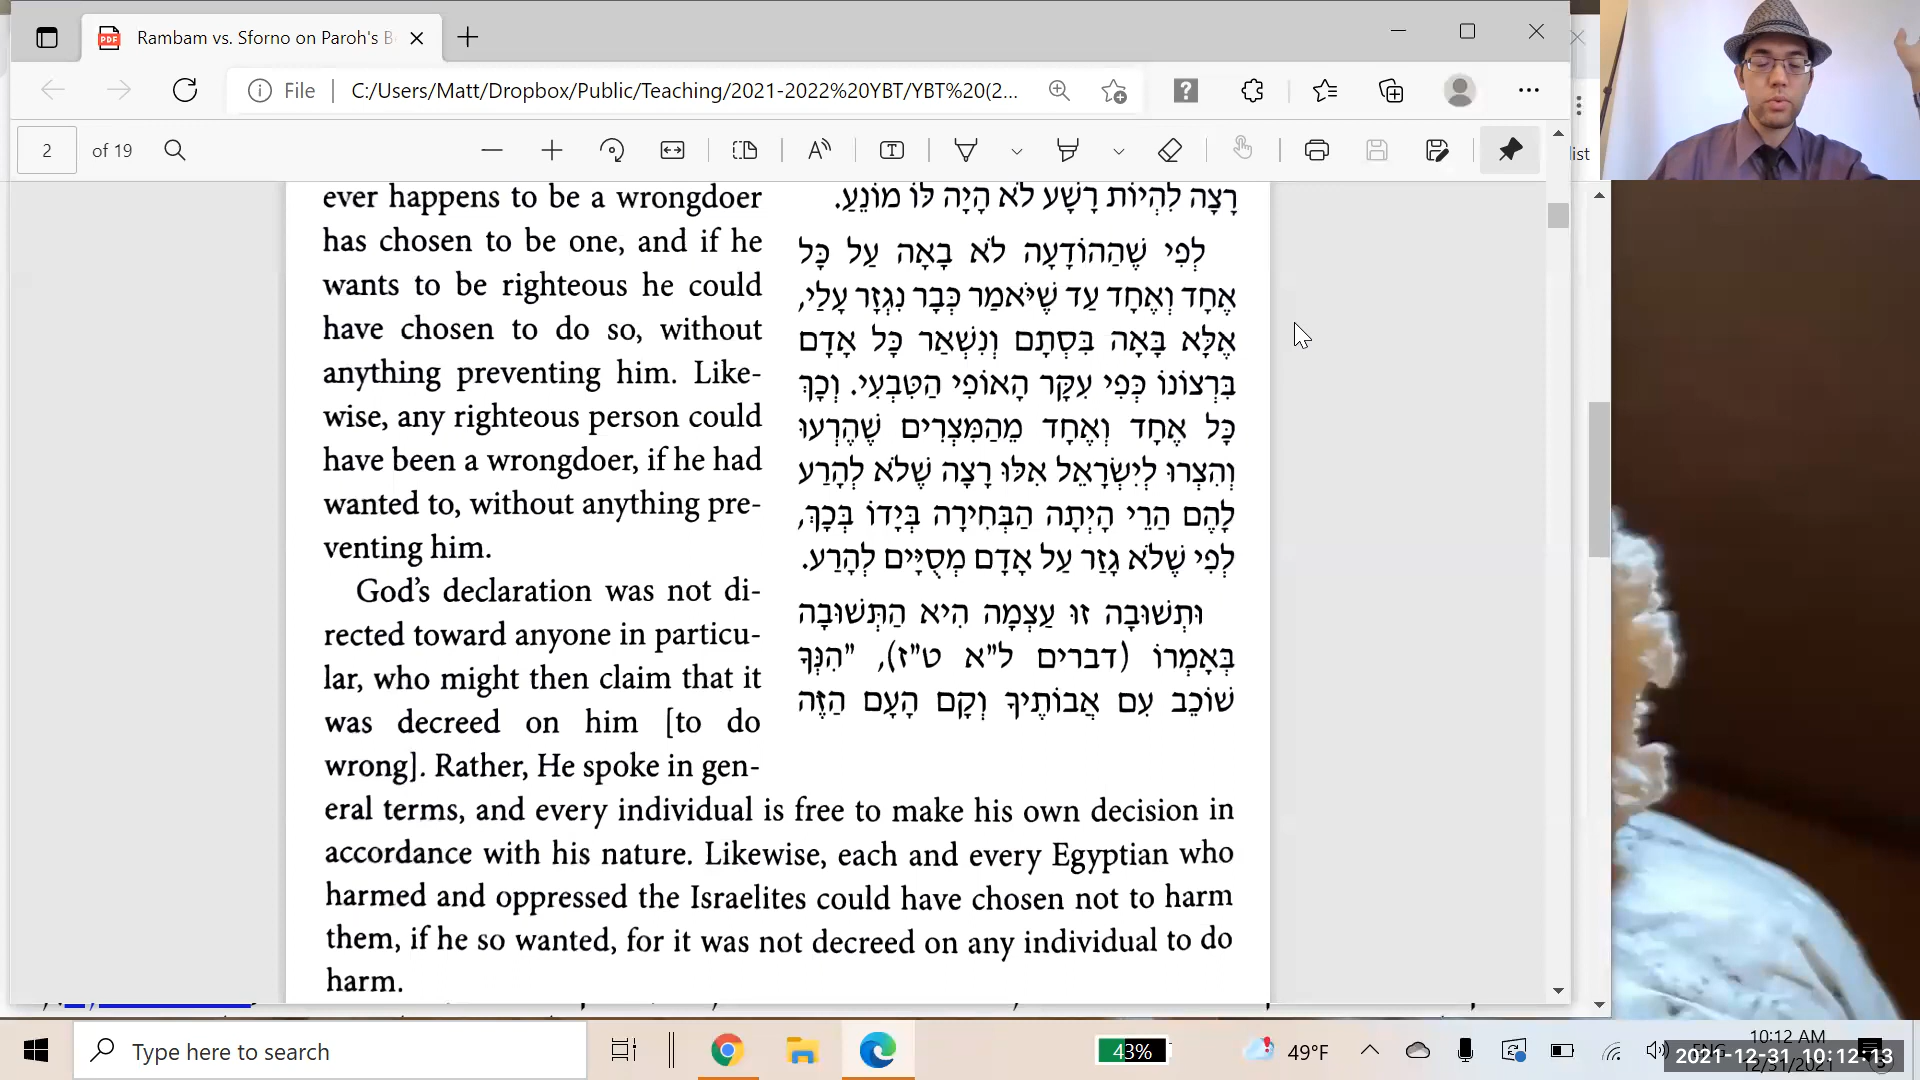 Rambam vs. Sforno on Paroh's B
File
C:/Users/Matt/Dropbox/Public/Teaching/2021-2022%20YBT/YBT%20(2...
2 of 19
list
ever happens to be a wrongdoer
has chosen to be one, and if he
wants to be righteous he could
have chosen to do so, without
anything preventing him. Like-
wise, any righteous person could
have been a wrongdoer, if he had
wanted to, without anything pre-
venting him.
God's declaration was not di-
rected toward anyone in particu-
lar, who might then claim that it
was decreed on him [to do
wrong]. Rather, He spoke in gen-
eral terms, and every individual is free to make his own decision in
accordance with his nature. Likewise, each and every Egyptian who
harmed and oppressed the Israelites could have chosen not to harm
them, if he so wanted, for it was not decreed on any individual to do
harm.
רָצָה לִהְיוֹת רָשָׁע לֹא הָיָה לוֹ מוֹנֵעַ.
לְפִי שֶׁהַהוֹדָעָה לֹא בָאָה עַל כָּל
אֶחָד וְאֶחָד עַד שֶׁיֹּאמַר כְּבָר נִגְזָר עָלַי,
אֶלָּא בָּאָה בִּסְתָם וְנִשְׁאַר כָּל אָדָם
בִּרְצוֹנוֹ כְּפִי עִקָּר הָאוֹפִי הַטִּבְעִי. וְכָךְ
כָּל אֶחָד וְאֶחָד מֵהַמִּצְרִים שֶׁהֵרֵעוּ
וְהִצְרוּ לְיִשְׂרָאֵל אִלּוּ רָצָה שֶׁלֹא לְהָרַע
לָהֶם הֲרֵי הָיְתָה הַבְּחִירָה בְּיָדוֹ בְּכָךְ,
לְפִי שֶׁלֹא גָזַר עַל אָדָם מְסֻיָּים לְהָרַע.
וּתְשׁוּבָה זוּ עַצְמָהּ הִיא הַתְּשׁוּבָה
בְּאָמְרוֹ (דברים ל"א ט"ז), "הִנְּךָ
שׁוֹכֵב עִם אֲבוֹתֶיךָ וְקָם הָעָם הַזֶּה
Type here to search
43%
49°F
10:12 AM
12/31/2021
2021-12-31 10:12:13